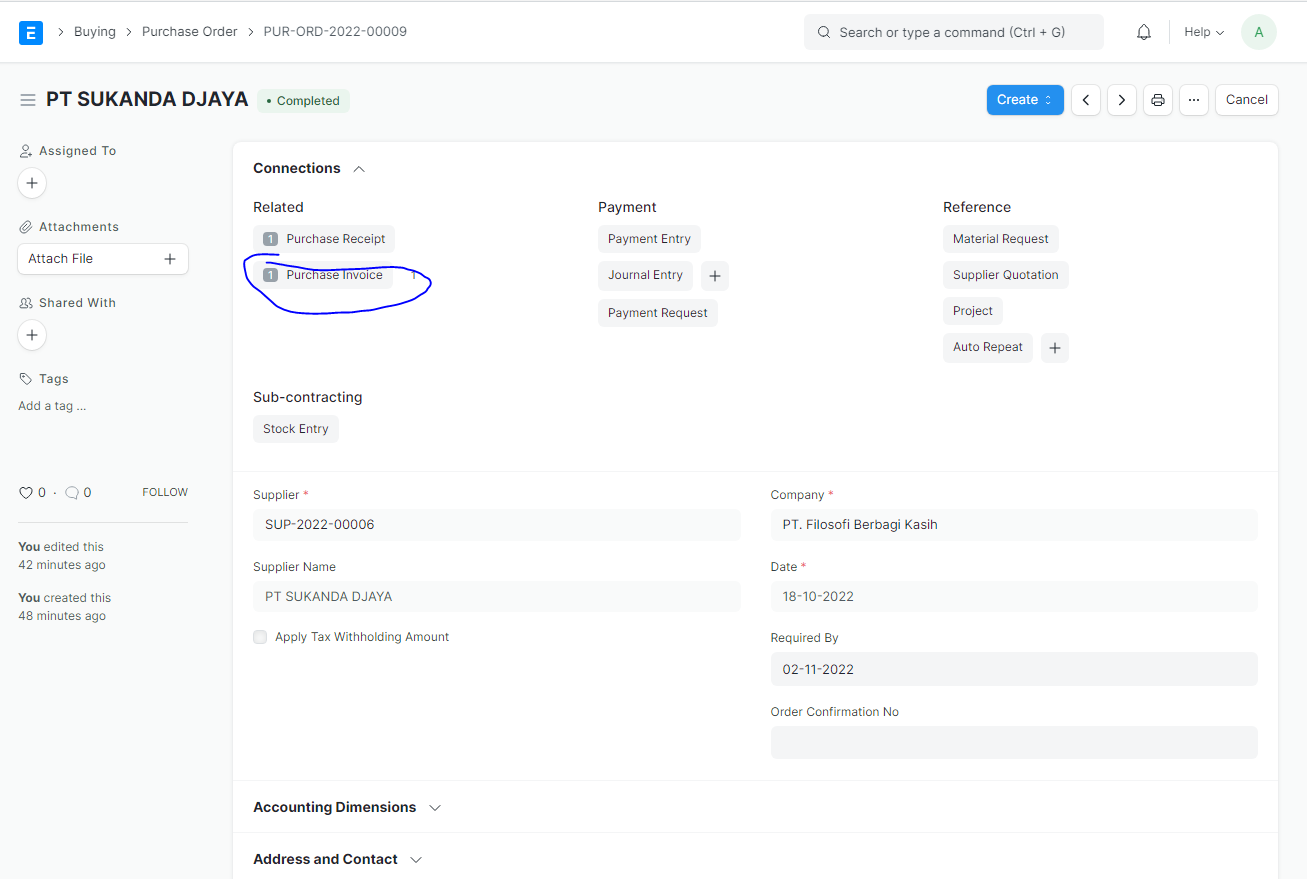 E
Buying
Purchase Order
PUR-ORD-2022-00009
Search or type a command (Ctrl + G)
Help
A
PT SUKANDA DJAYA
Completed
Create
Cancel
Assigned To
Attachments
Attach File
Shared With
Tags
Add a tag ...
0 · 0
FOLLOW
You edited this
42 minutes ago
You created this
48 minutes ago
Connections
Related
1 Purchase Receipt
1 Purchase Invoice 1
Payment
Payment Entry
Journal Entry
Payment Request
Reference
Material Request
Supplier Quotation
Project
Auto Repeat
Sub-contracting
Stock Entry
Supplier *
SUP-2022-00006
Supplier Name
PT SUKANDA DJAYA
Apply Tax Withholding Amount
Company *
PT. Filosofi Berbagi Kasih
Date *
18-10-2022
Required By
02-11-2022
Order Confirmation No
Accounting Dimensions
Address and Contact